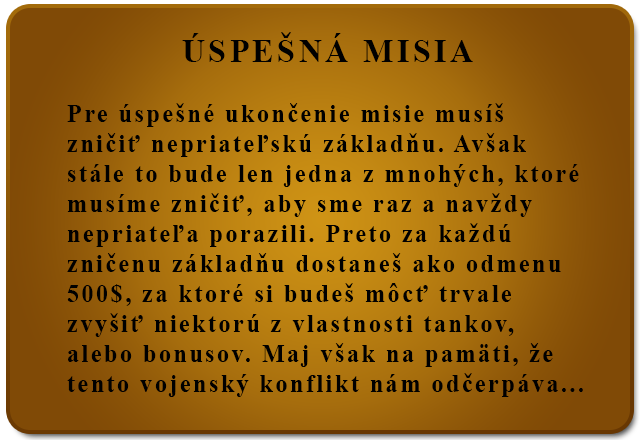 ÚSPEŠNÁ MISIA
Pre úspešné ukončenie misie musíš
zničiť nepriateľskú základňu. Avšak
stále to bude len jedna z mnohých, ktoré
musíme zničiť, aby sme raz a navždy
nepriateľa porazili. Preto za každú
zničenu základňu dostaneš ako odmenu
500$, za ktoré si budeš môcť trvale
zvyšiť niektorú z vlastnosti tankov,
alebo bonusov. Maj však na pamäti, že
tento vojenský konflikt nám odčerpáva...